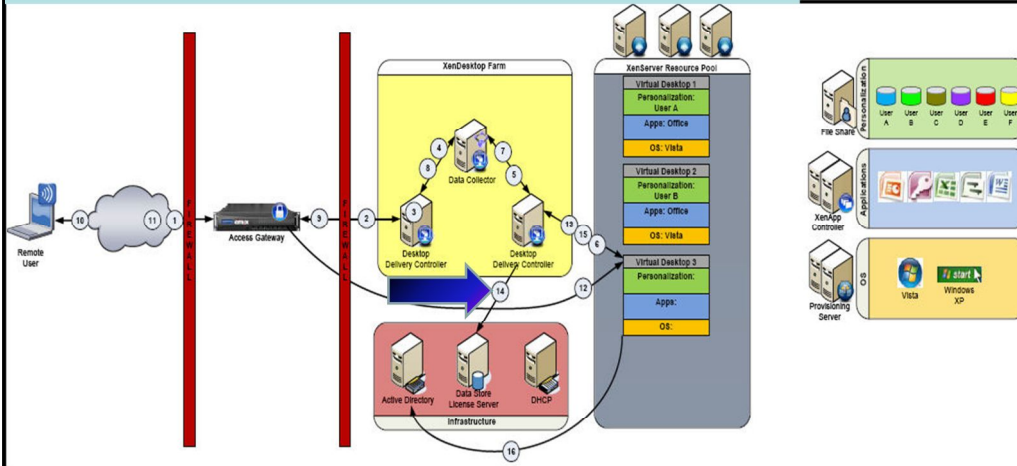 XenDesktop Farm
XenServer Resource Pool
Virtual Desktop 1
Personalization:
User A
Apps: Office
OS: Vista
Virtual Desktop 2
Personalization:
User B
Apps: Office
OS: Vista
Virtual Desktop 3
Personalization:
Apps:
OS:
4
7
8
5
Data Collector
3
Desktop
Delivery Controller
Desktop
Delivery Controller
13
15
6
10
11
1
9
2
12
14
16
Remote
User
FIREWALL
Access Gateway
FIREWALL
Active Directory
Data Store
License Server
DHCP
Infrastructure
File Share
Personalization
User
A
User
B
User
C
User
D
User
E
User
F
XenApp
Controller
Applications
Provisioning
Server
OS
Vista
start
Windows
XP